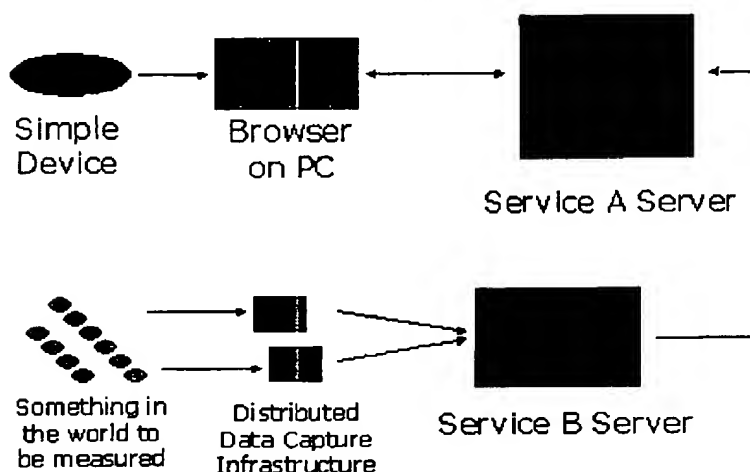 Simple
Device
Browser
on PC
Service A Server
Something in
the world to
be measured
Distributed
Data Capture
Infrastructure
Service B Server